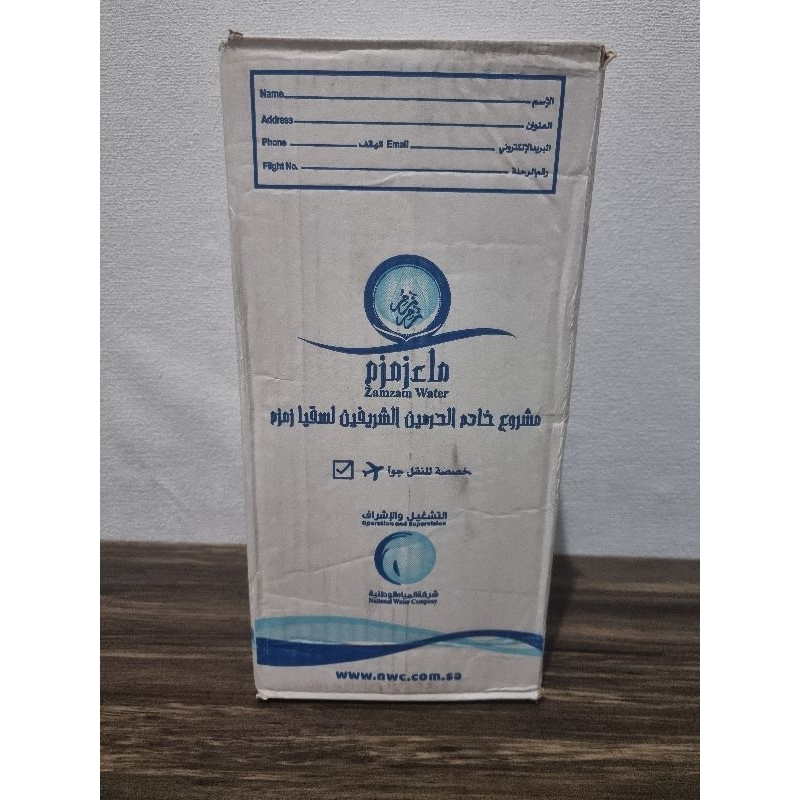 Name الإسم
Address العنوان
Phone الهاتف Email البريد الإلكتروني
Flight No. رقم الرحلة
ماء زمزم
Zamzam Water
مشروع خادم الحرمين الشريفين لسقيا زمزم
خصصة للنقل جواً
التشغيل والإشراف
Operation and Supervision
شركة المياه الوطنية
National Water Company
www.nwc.com.sa